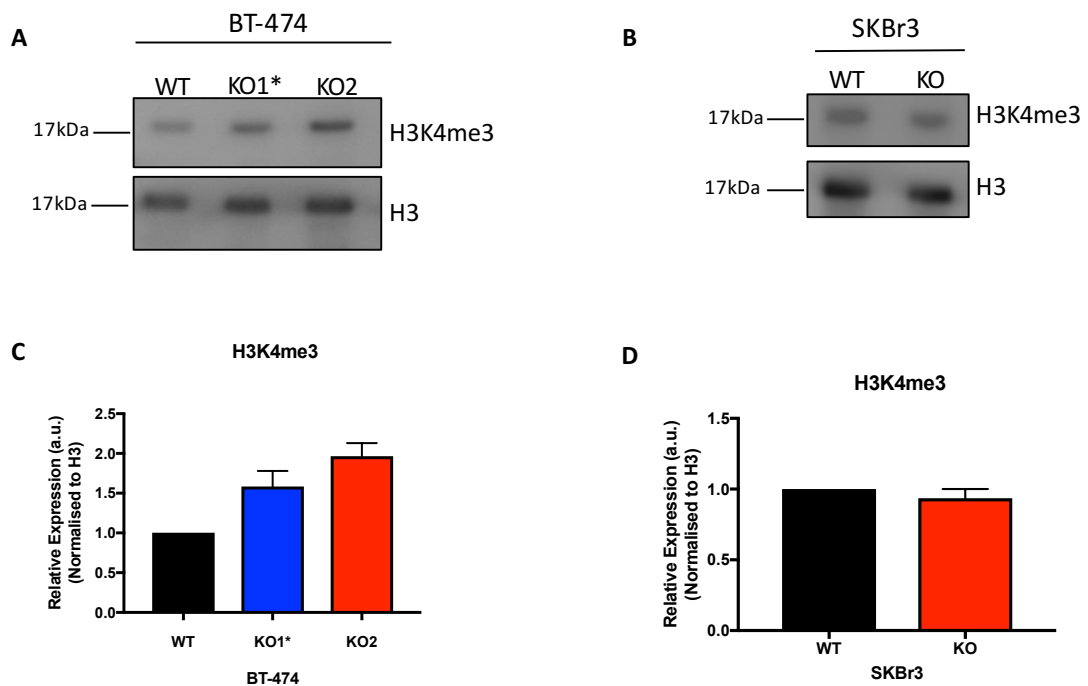 A
BT-474
WT KO1* KO2
17kDa H3K4me3
17kDa H3
B
SKBr3
WT KO
17kDa H3K4me3
17kDa H3
C
H3K4me3
Relative Expression (a.u.)
(Normalised to H3)
2.5
2.0
1.5
1.0
0.5
0.0
WT KO1* KO2
BT-474
D
H3K4me3
Relative Expression (a.u.)
(Normalised to H3)
1.5
1.0
0.5
0.0
WT KO
SKBr3